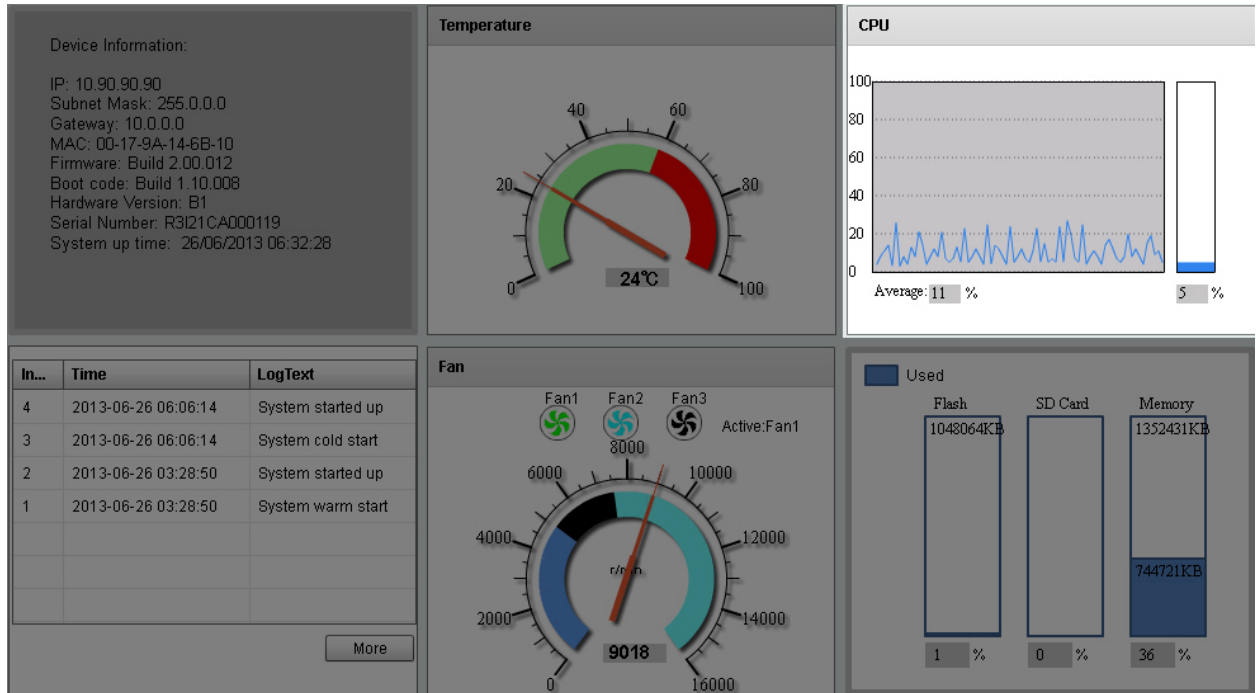 Device Information:
IP: 10.90.90.90
Subnet Mask: 255.0.0.0
Gateway: 10.0.0.0
MAC: 00-17-9A-14-6B-10
Firmware: Build 2.00.012
Boot code: Build 1.10.008
Hardware Version: B1
Serial Number: R3I21CA000119
System up time: 26/06/2013 06:32:28
Temperature
0
20
40
60
80
100
24℃
CPU
100
80
60
40
20
0
Average: 11 %
5 %
In... Time LogText
4 2013-06-26 06:06:14 System started up
3 2013-06-26 06:06:14 System cold start
2 2013-06-26 03:28:50 System started up
1 2013-06-26 03:28:50 System warm start
More
Fan
Fan1 Fan2 Fan3
Active:Fan1
0
2000
4000
6000
8000
10000
12000
14000
16000
r/min
9018
Used
Flash SD Card Memory
1048064KB 1352431KB
744721KB
1 % 0 % 36 %